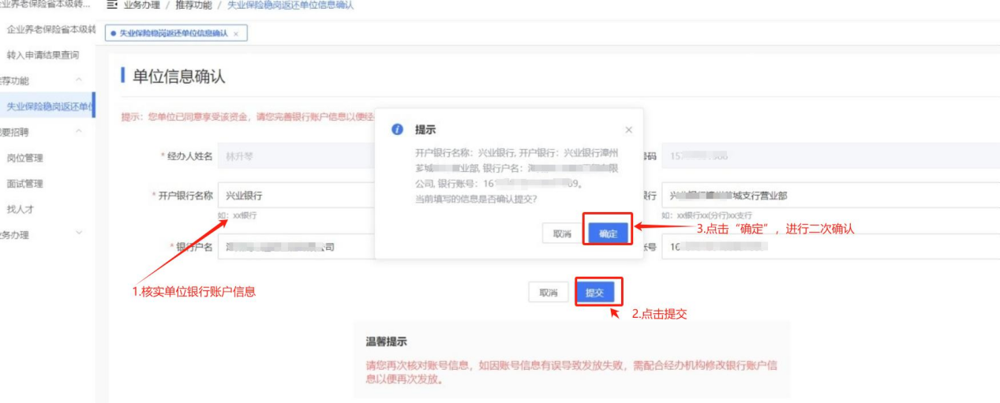 业养老保险省本级转...
业务办理 / 推荐功能 / 失业保险稳岗返还单位信息确认
企业养老保险省本级转
失业保险稳岗返还单位信息确认 ×
转入申请结果查询
荐功能
单位信息确认
失业保险稳岗返还单位
提示：您单位已同意享受该资金，请您完善银行账户信息以便经
要招聘
岗位管理
面试管理
找人才
务办理
* 经办人姓名 林升琴
号码 15
* 开户银行名称 兴业银行
如：xx银行
银行 兴 城支行营业部
如：xx银行xx(分行)xx支行
* 银行户名 公司
账号 16
提示 ×
开户银行名称：兴业银行, 开户银行：兴业银行漳州
芗城 业部, 银行户名： 限
公司, 银行账号：16 09。
当前填写的信息是否确认提交？
取消 确定
3.点击“确定”，进行二次确认
1.核实单位银行账户信息
取消 提交
2.点击提交
温馨提示
请您再次核对账号信息，如因账号信息有误导致发放失败，需配合经办机构修改银行账户信
息以便再次发放。